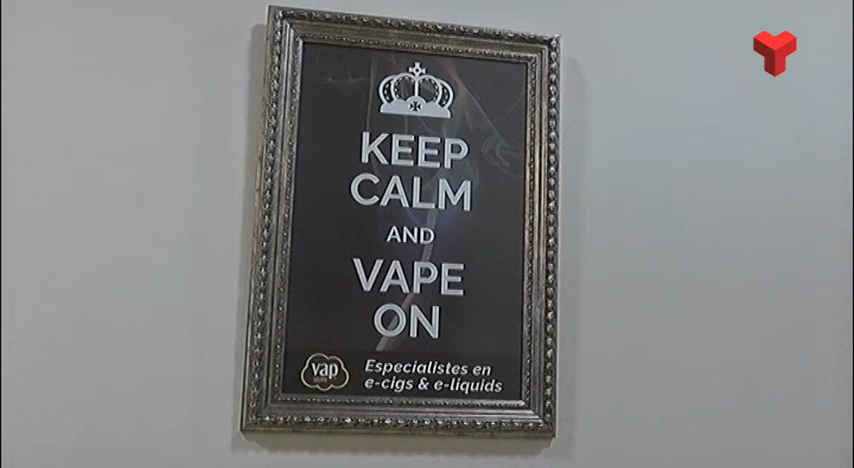 KEEP
CALM
AND
VAPE
ON
vap
Especialistes en
e-cigs & e-liquids